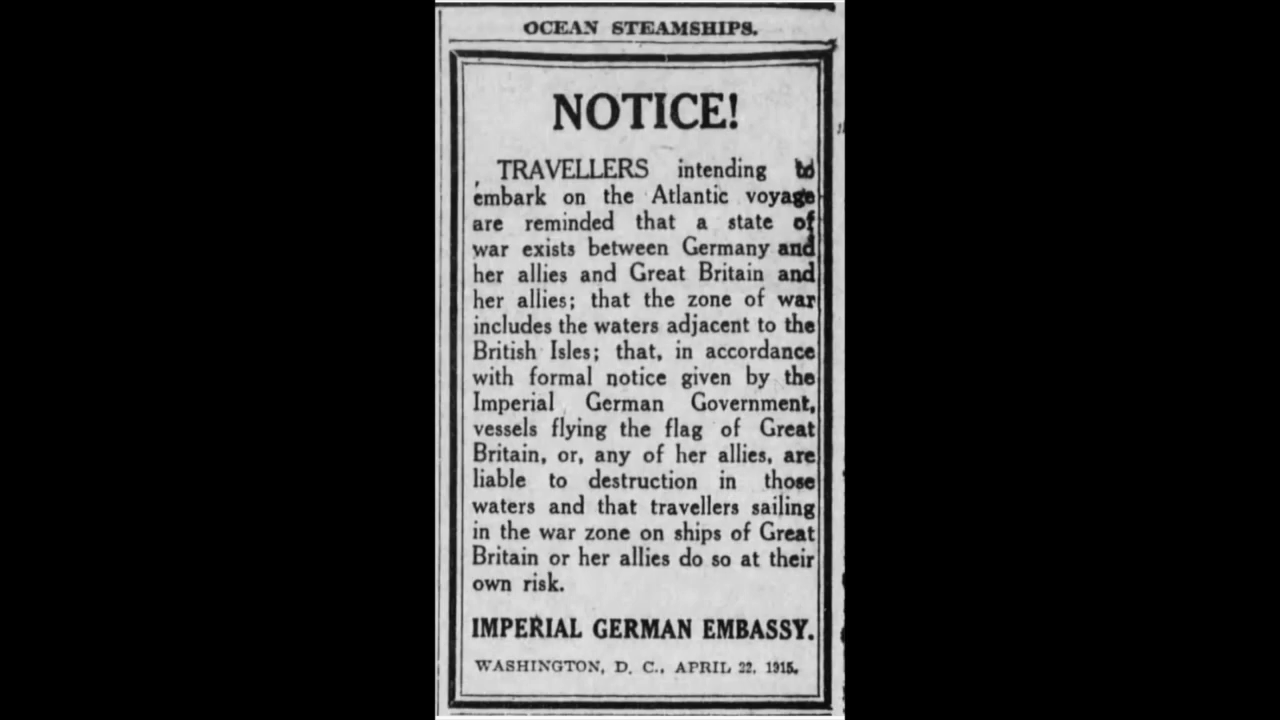 OCEAN STEAMSHIPS.
NOTICE!
TRAVELLERS intending to
embark on the Atlantic voyage
are reminded that a state of
war exists between Germany and
her allies and Great Britain and
her allies; that the zone of war
includes the waters adjacent to the
British Isles; that, in accordance
with formal notice given by the
Imperial German Government,
vessels flying the flag of Great
Britain, or, any of her allies, are
liable to destruction in those
waters and that travellers sailing
in the war zone on ships of Great
Britain or her allies do so at their
own risk.
IMPERIAL GERMAN EMBASSY.
WASHINGTON, D. C., APRIL 22, 1915.